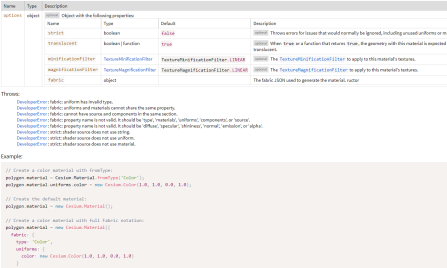 Name Type Description
options object optional Object with the following properties:
Name Type Default Description
strict boolean false optional Throws errors for issues that would normally be ignored, including unused uniforms or m
translucent boolean | function true optional When true or a function that returns true, the geometry with this material is expected
translucent.
minificationFilter TextureMinificationFilter TextureMinificationFilter.LINEAR optional The TextureMinificationFilter to apply to this material's textures.
magnificationFilter TextureMagnificationFilter TextureMagnificationFilter.LINEAR optional The TextureMagnificationFilter to apply to this material's textures.
fabric object The fabric JSON used to generate the material. ructor
Throws:
DeveloperError: fabric: uniform has invalid type.
DeveloperError: fabric: uniforms and materials cannot share the same property.
DeveloperError: fabric: cannot have source and components in the same section.
DeveloperError: fabric: property name is not valid. It should be 'type', 'materials', 'uniforms', 'components', or 'source'.
DeveloperError: fabric: property name is not valid. It should be 'diffuse', 'specular', 'shininess', 'normal', 'emission', or 'alpha'.
DeveloperError: strict: shader source does not use string.
DeveloperError: strict: shader source does not use uniform.
DeveloperError: strict: shader source does not use material.
Example:
// Create a color material with fromType:
polygon.material = Cesium.Material.fromType('Color');
polygon.material.uniforms.color = new Cesium.Color(1.0, 1.0, 0.0, 1.0);
// Create the default material:
polygon.material = new Cesium.Material();
// Create a color material with full Fabric notation:
polygon.material = new Cesium.Material({
fabric: {
type: 'Color',
uniforms: {
color: new Cesium.Color(1.0, 1.0, 0.0, 1.0)
}